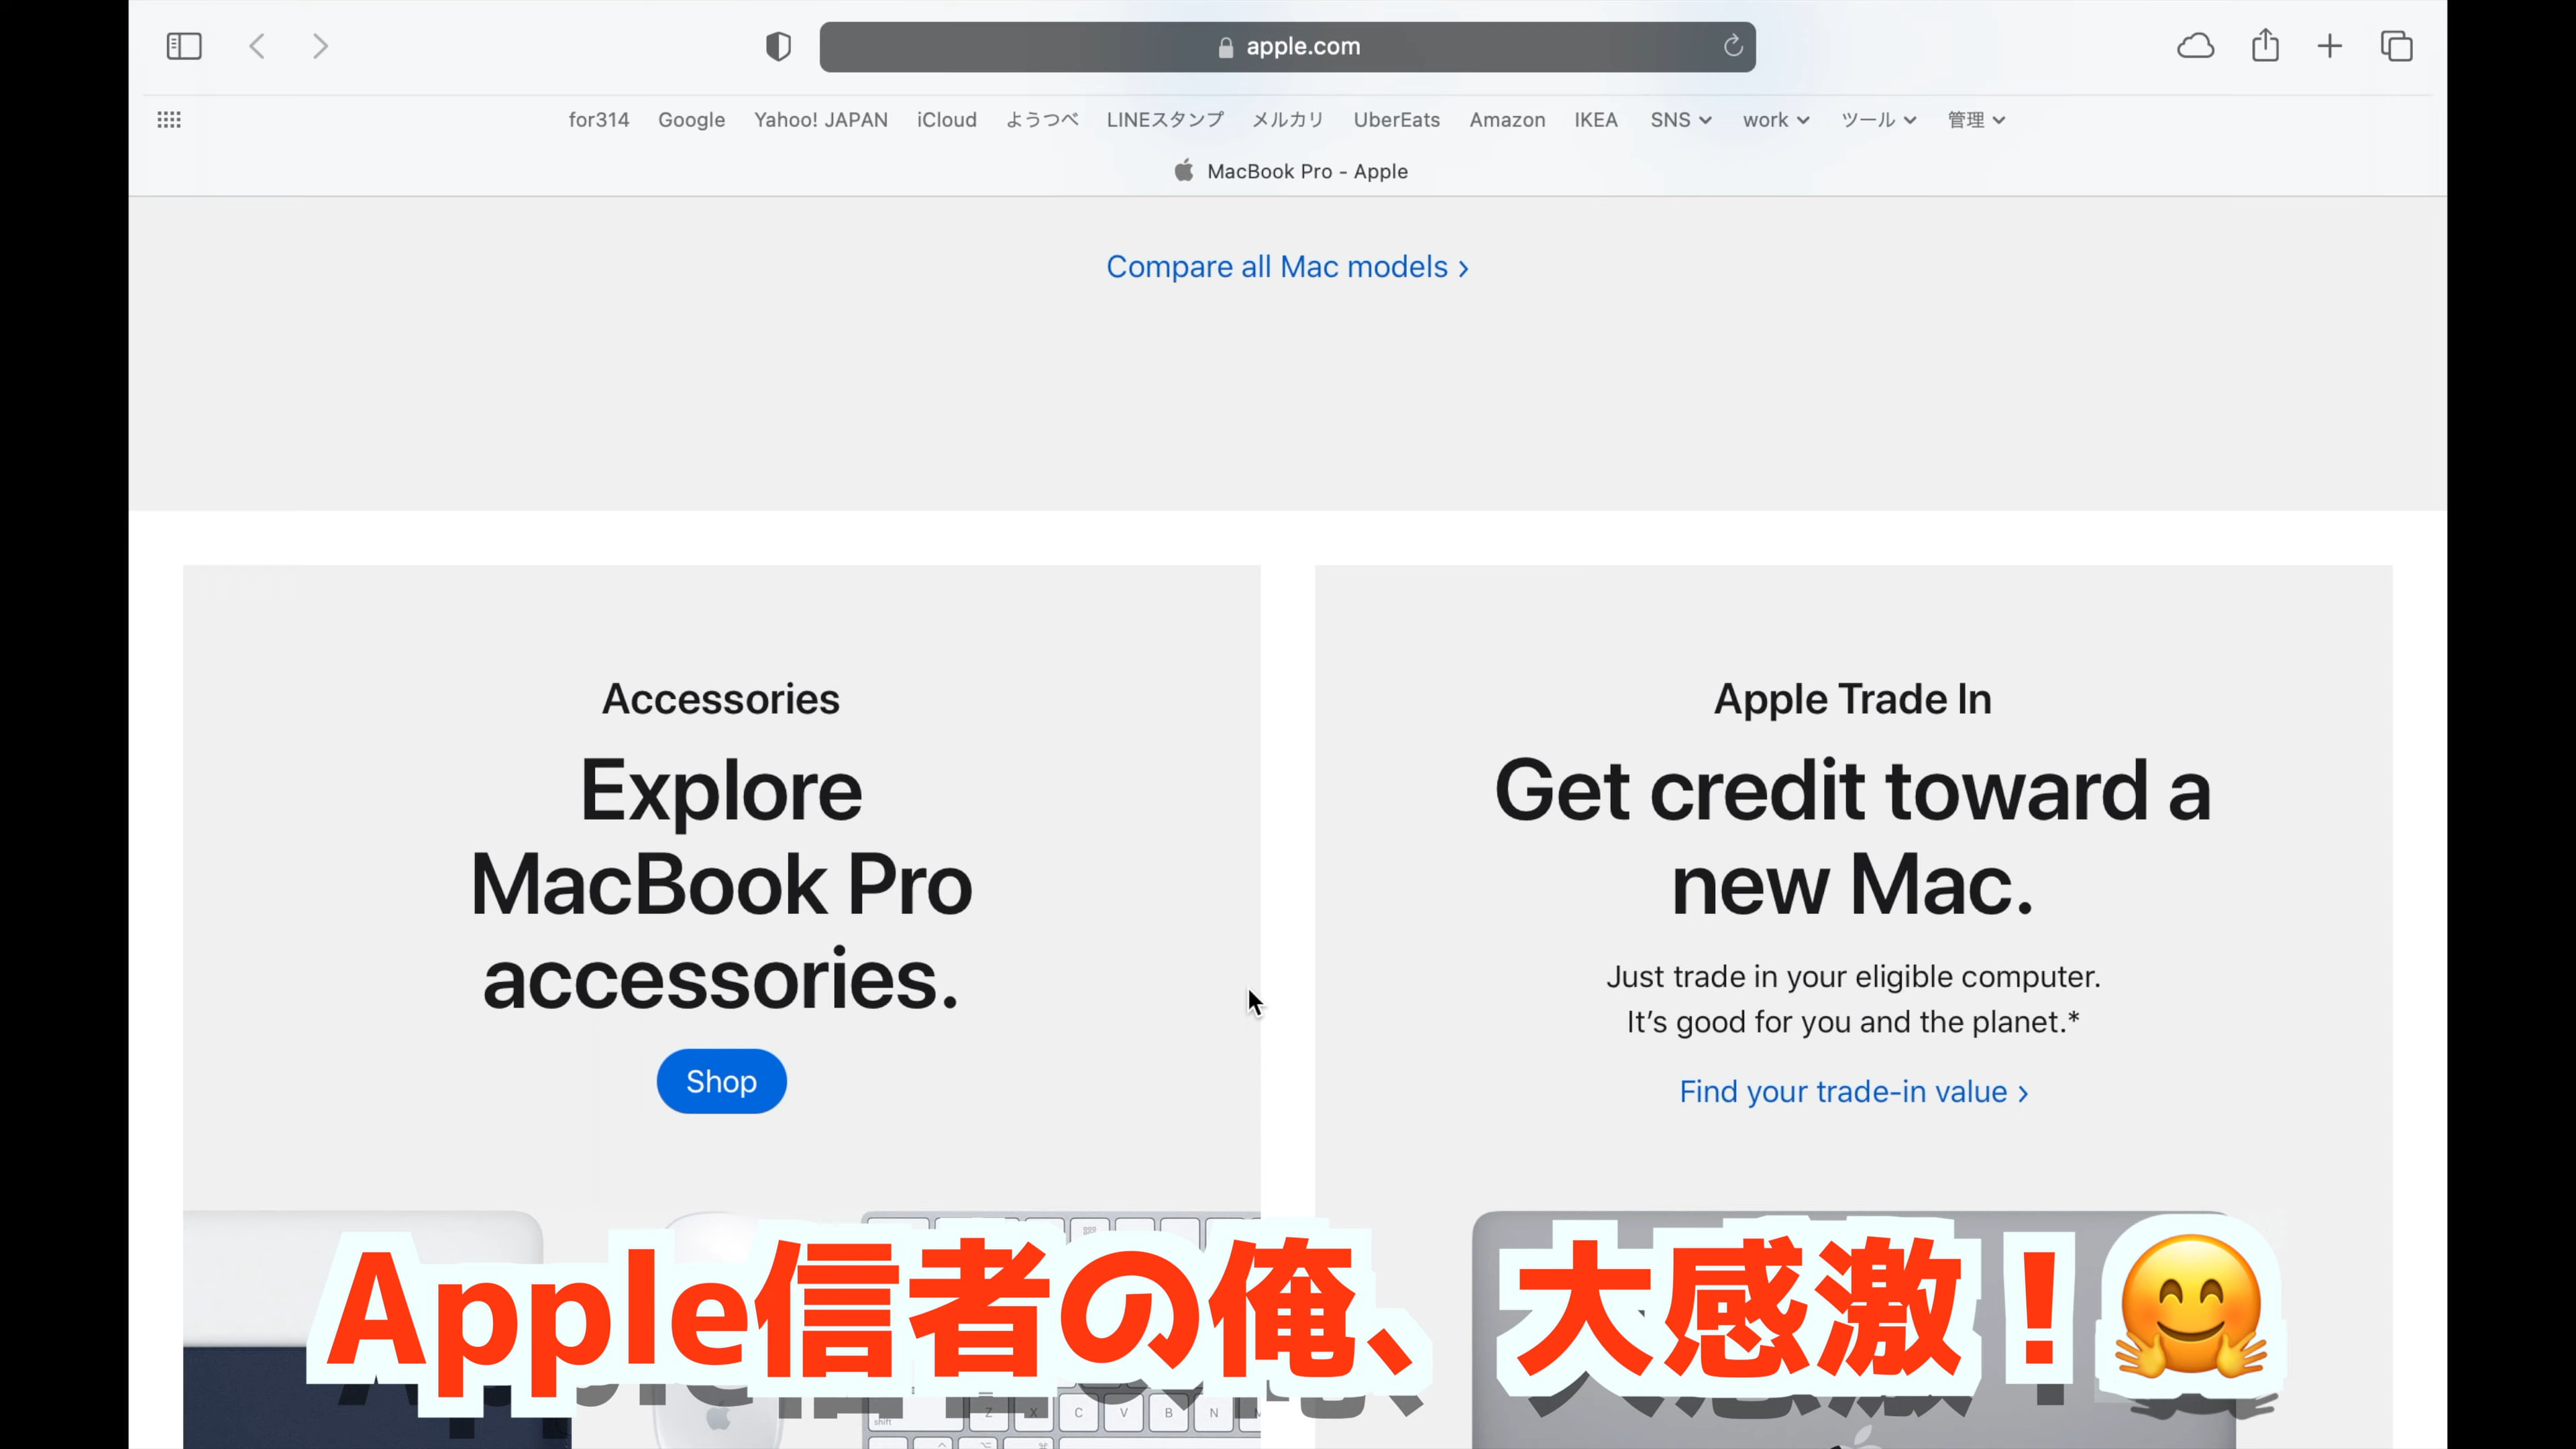 apple.com
for314 Google Yahoo! JAPAN iCloud ようつべ LINEスタンプ メルカリ UberEats Amazon IKEA SNS work ツール 管理
MacBook Pro - Apple
Compare all Mac models ›
Accessories
Explore
MacBook Pro
accessories.
Shop
Apple Trade In
Get credit toward a
new Mac.
Just trade in your eligible computer.
It’s good for you and the planet.*
Find your trade-in value ›
Apple信者の俺、大感激！🤗
shift Z X C V B N